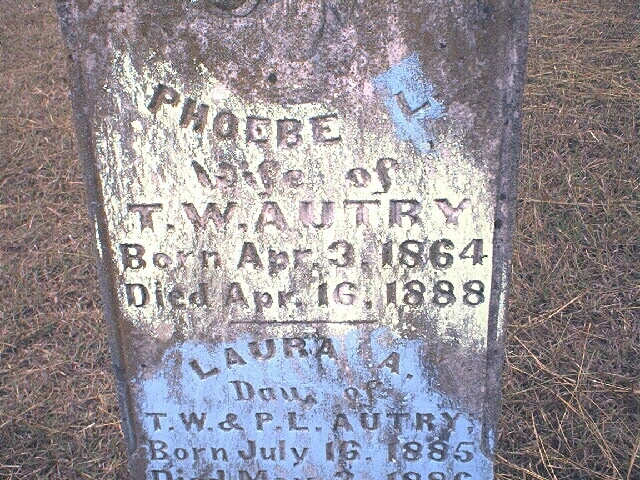 PHOEBE L
Wife of
T.W.AUTRY
Born Apr. 3, 1864
Died Apr. 16, 1888
LAURA A.
Dau. of
T.W.& P.L. AUTRY,
Born July 16, 1885
Died